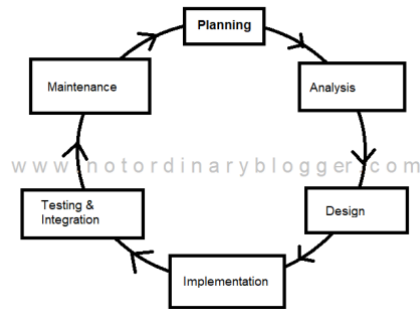 Planning
Analysis
Design
Implementation
Testing &
Integration
Maintenance
www.notordinaryblogger.com